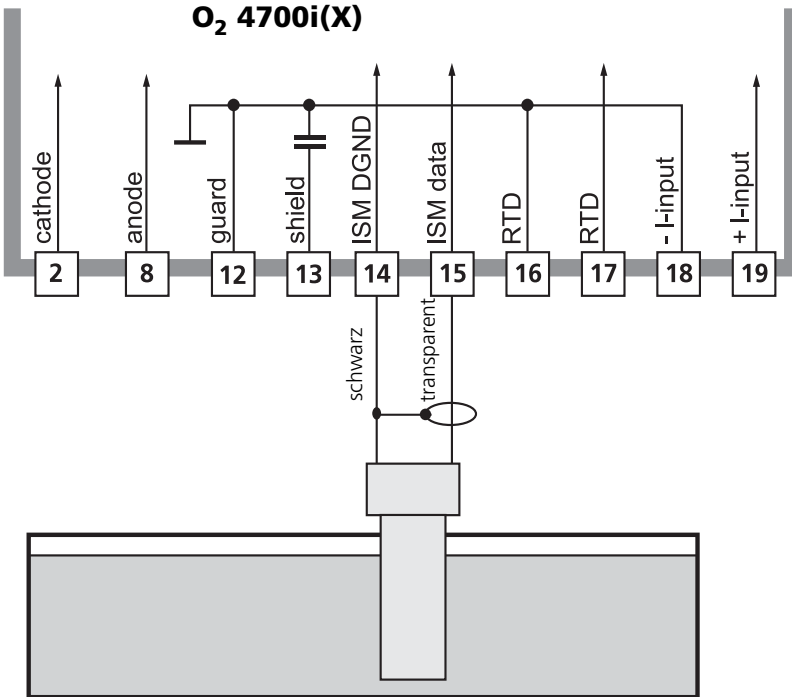 O2 4700i(X)
cathode
anode
guard
shield
ISM DGND
ISM data
RTD
RTD
- I-input
+ I-input
2
8
12
13
14
15
16
17
18
19
schwarz
transparent